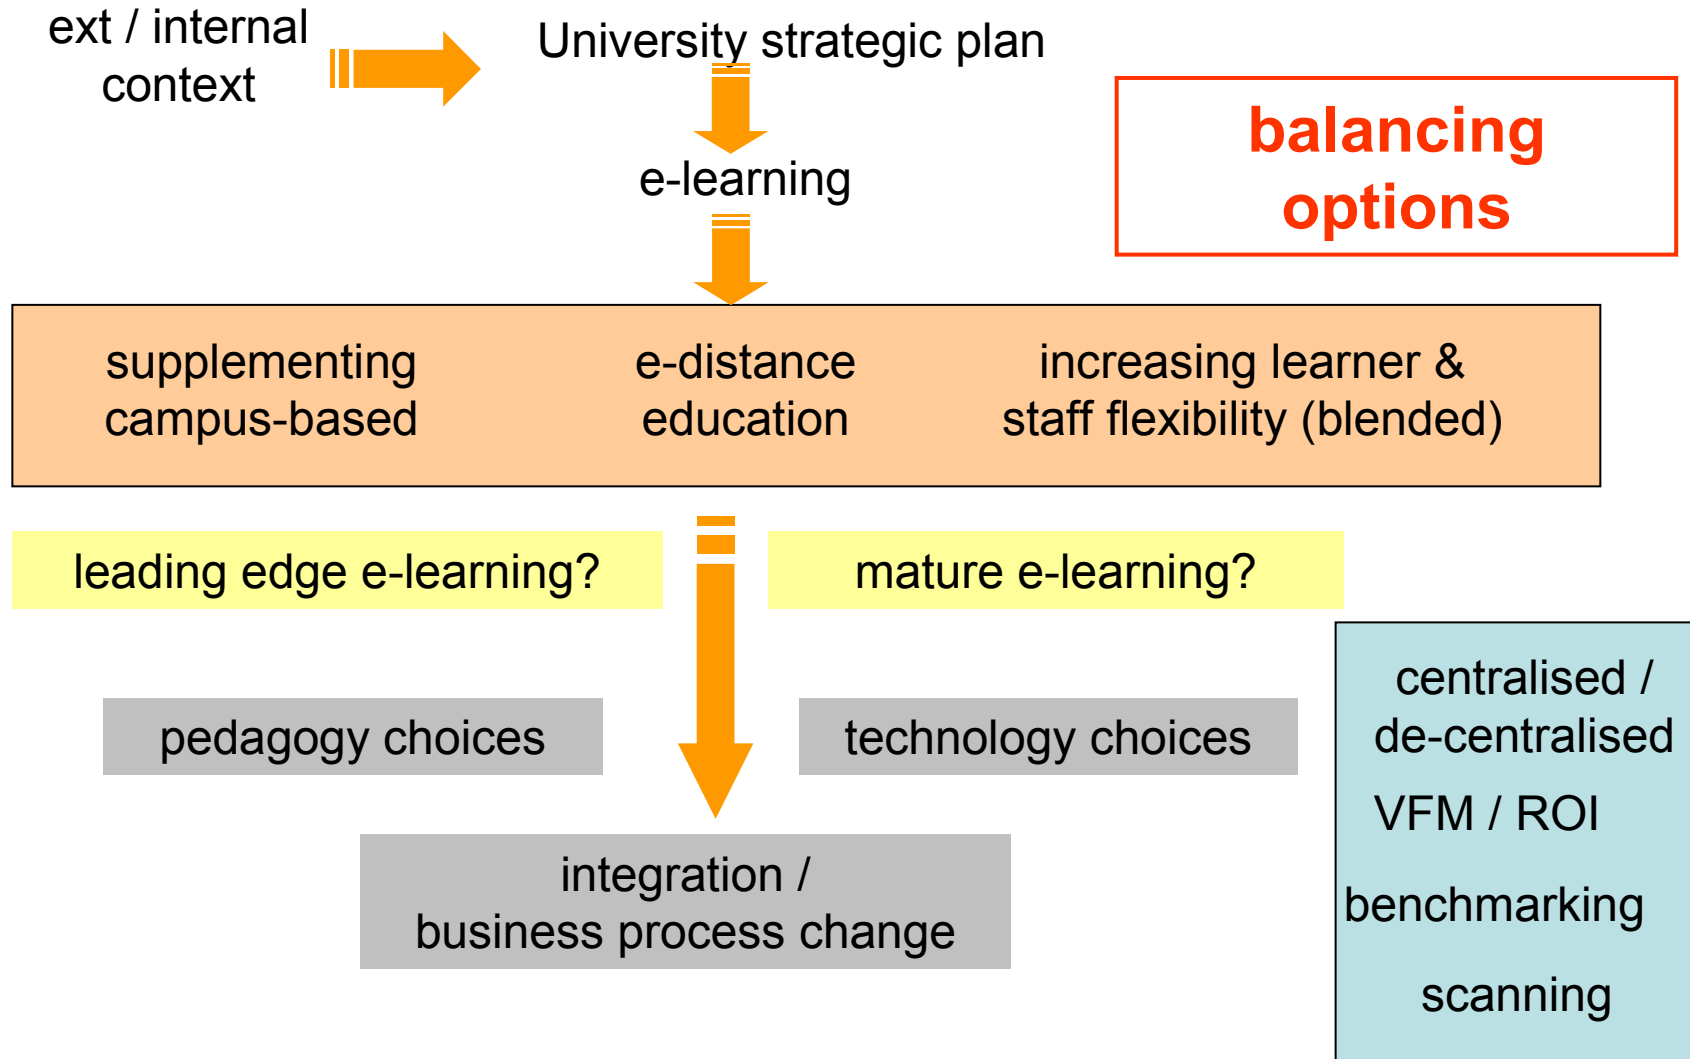 ext / internal
context
University strategic plan
balancing
options
e-learning
supplementing
campus-based
e-distance
education
increasing learner &
staff flexibility (blended)
leading edge e-learning?
mature e-learning?
pedagogy choices
technology choices
integration /
business process change
centralised /
de-centralised
VFM / ROI
benchmarking
scanning